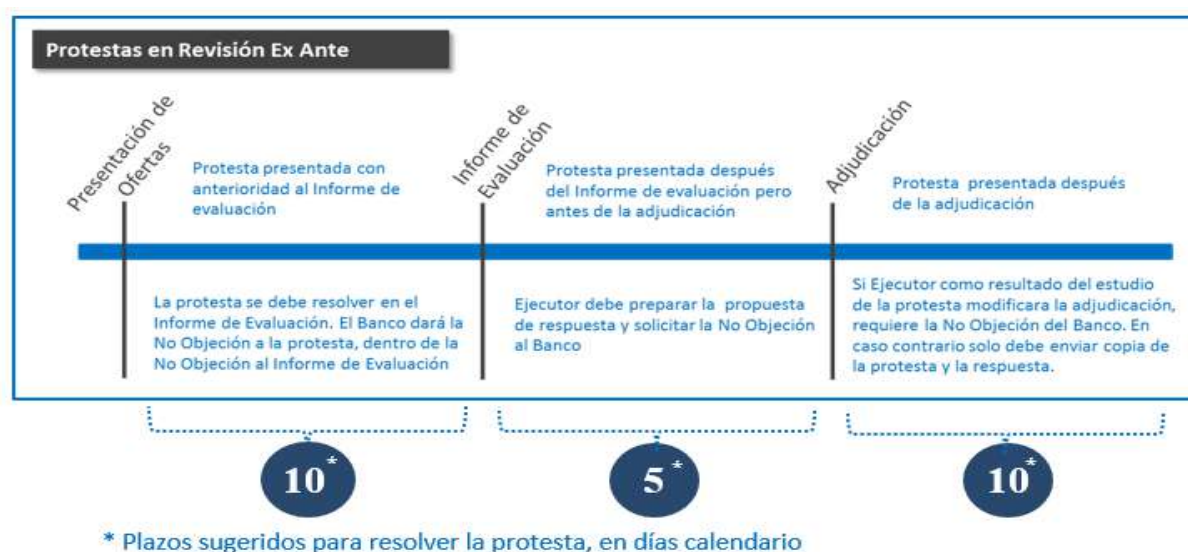 Protestas en Revisión Ex Ante
Presentación de
Ofertas
Protesta presentada con
anterioridad al Informe de
evaluación
Informe de
Evaluación
Protesta presentada después
del Informe de evaluación pero
antes de la adjudicación
Adjudicación
Protesta presentada después
de la adjudicación
La protesta se debe resolver en el
Informe de Evaluación. El Banco dará la
No Objeción a la protesta, dentro de la
No Objeción al Informe de Evaluación
Ejecutor debe preparar la propuesta
de respuesta y solicitar la No Objeción
al Banco
Si Ejecutor como resultado del estudio
de la protesta modificara la adjudicación,
requiere la No Objeción del Banco. En
caso contrario solo debe enviar copia de
la protesta y la respuesta.
10*
5*
10*
* Plazos sugeridos para resolver la protesta, en días calendario